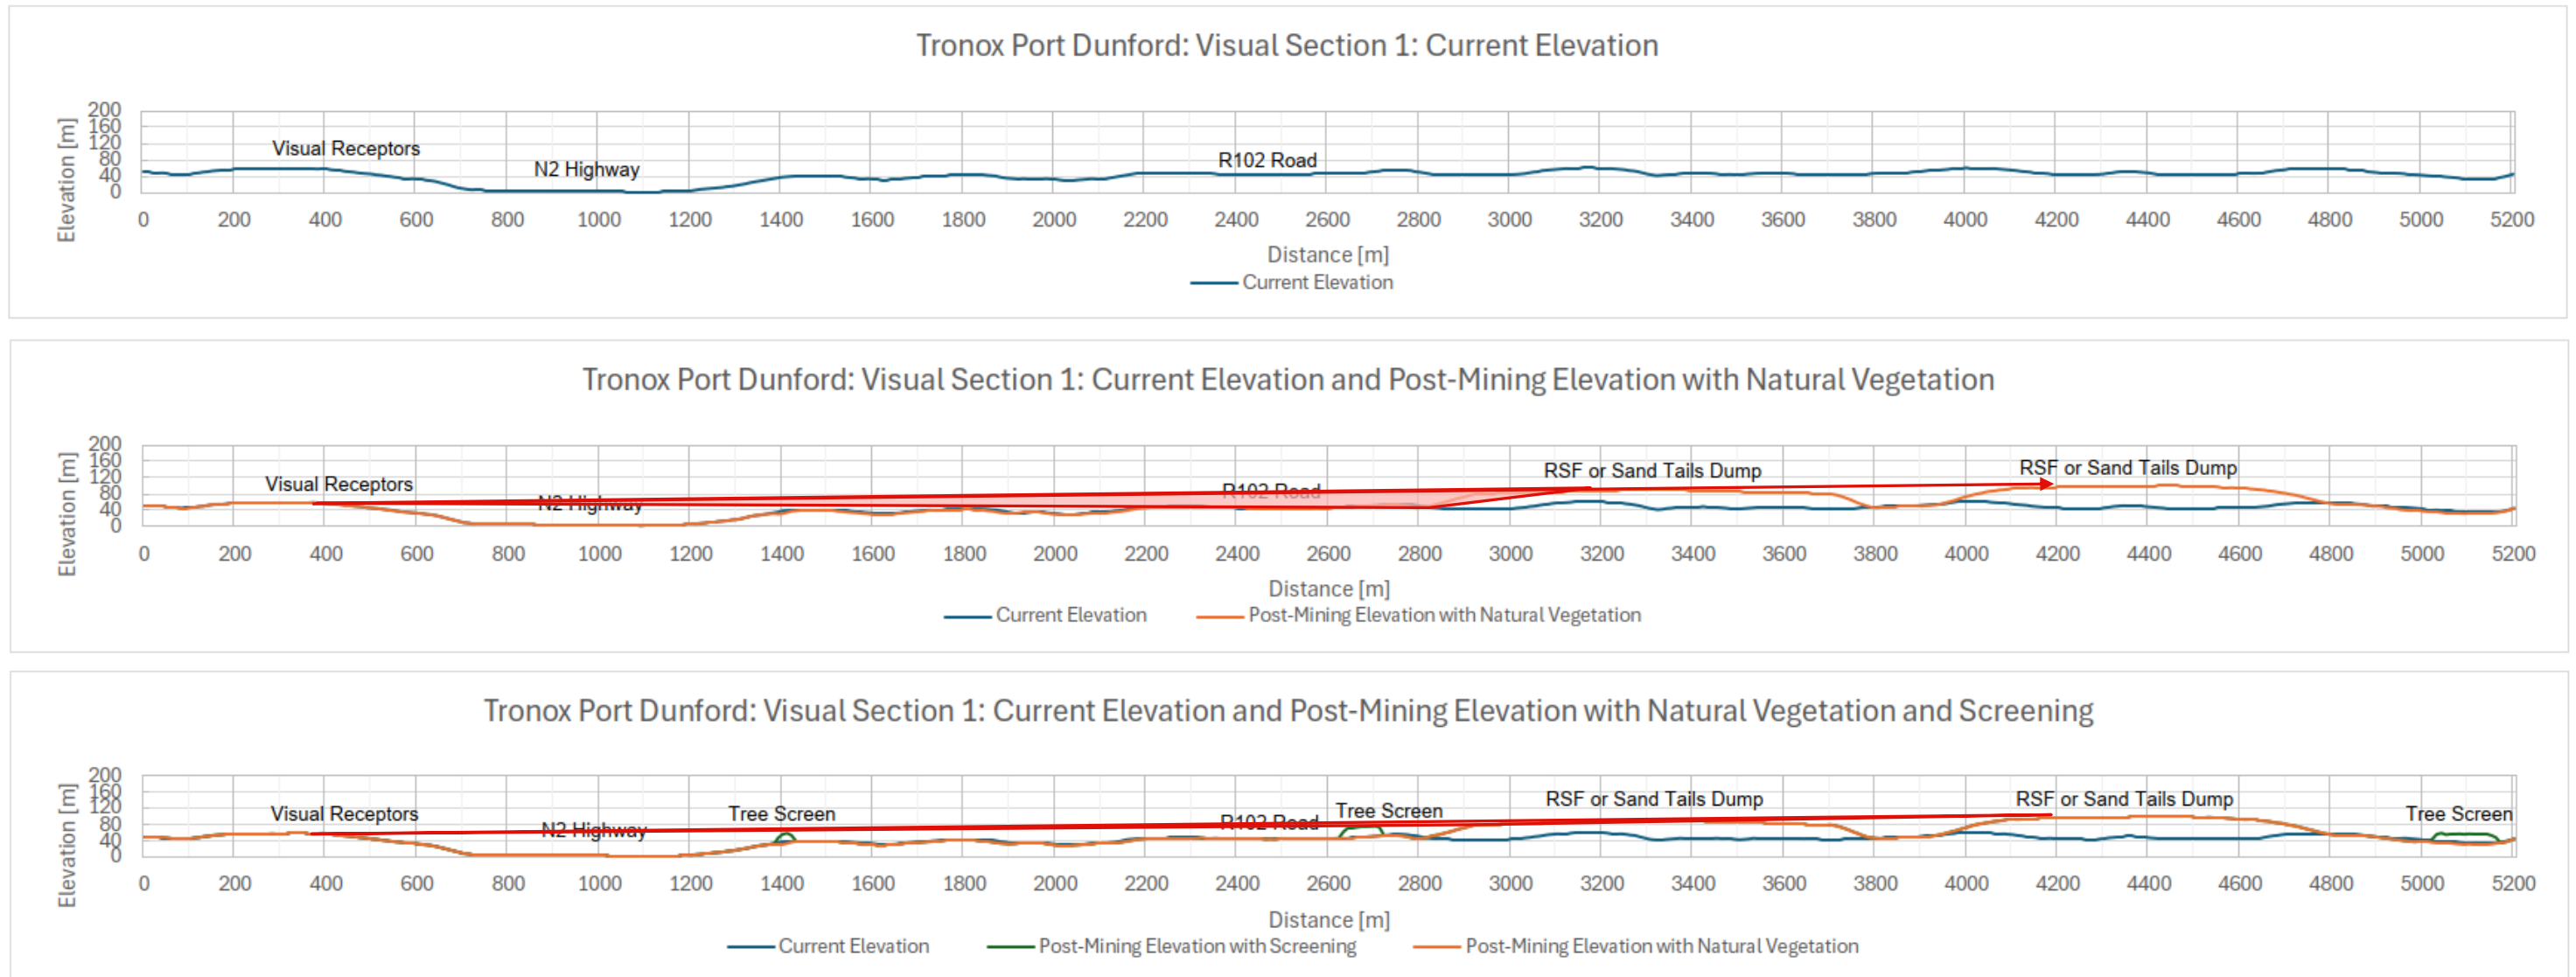 Tronox Port Dunford: Visual Section 1: Current Elevation
Elevation [m]
200
160
120
80
40
0
Visual Receptors
N2 Highway
R102 Road
0 200 400 600 800 1000 1200 1400 1600 1800 2000 2200 2400 2600 2800 3000 3200 3400 3600 3800 4000 4200 4400 4600 4800 5000 5200
Distance [m]
Current Elevation
Tronox Port Dunford: Visual Section 1: Current Elevation and Post-Mining Elevation with Natural Vegetation
Elevation [m]
200
160
120
80
40
0
Visual Receptors
N2 Highway
R102 Road
RSF or Sand Tails Dump
RSF or Sand Tails Dump
0 200 400 600 800 1000 1200 1400 1600 1800 2000 2200 2400 2600 2800 3000 3200 3400 3600 3800 4000 4200 4400 4600 4800 5000 5200
Distance [m]
Current Elevation Post-Mining Elevation with Natural Vegetation
Tronox Port Dunford: Visual Section 1: Current Elevation and Post-Mining Elevation with Natural Vegetation and Screening
Elevation [m]
200
160
120
80
40
0
Visual Receptors
N2 Highway
Tree Screen
R102 Road
Tree Screen
RSF or Sand Tails Dump
RSF or Sand Tails Dump
Tree Screen
0 200 400 600 800 1000 1200 1400 1600 1800 2000 2200 2400 2600 2800 3000 3200 3400 3600 3800 4000 4200 4400 4600 4800 5000 5200
Distance [m]
Current Elevation Post-Mining Elevation with Screening Post-Mining Elevation with Natural Vegetation